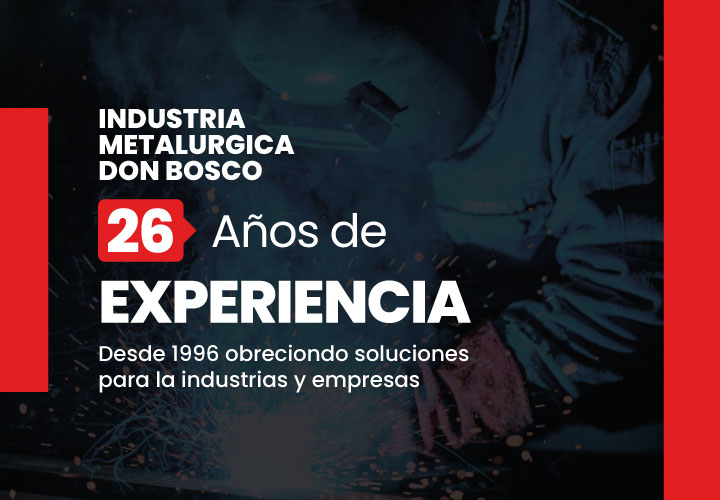 INDUSTRIA
METALURGICA
DON BOSCO
26 Años de
EXPERIENCIA
Desde 1996 obreciondo soluciones
para la industrias y empresas